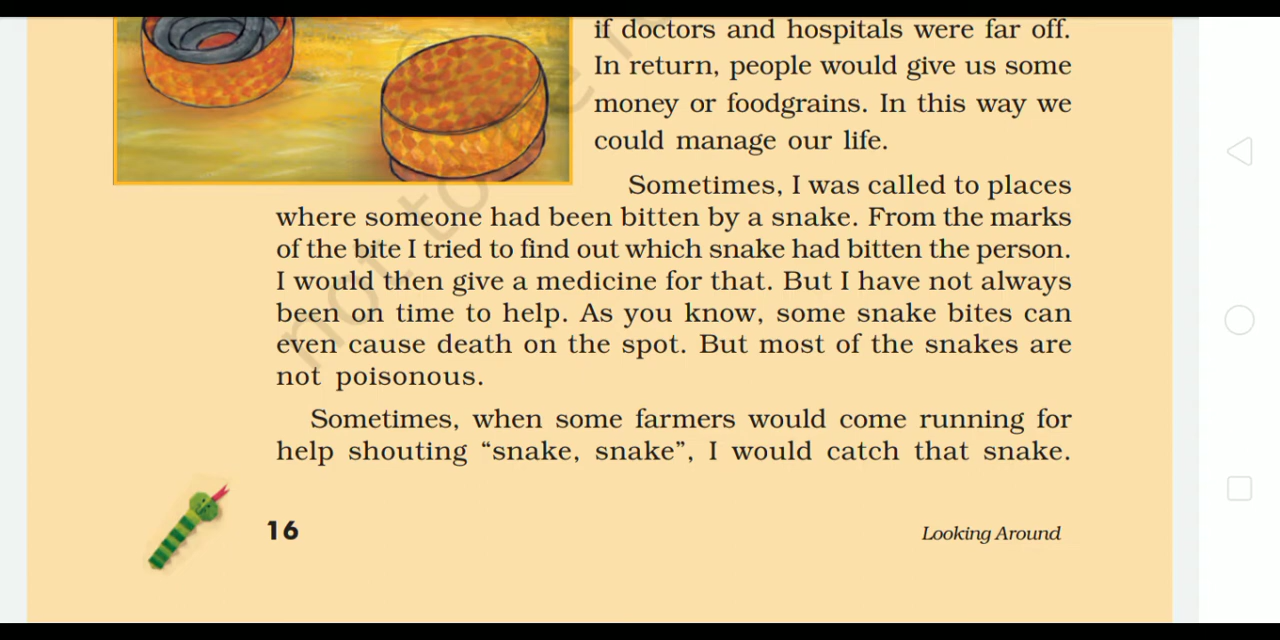 if doctors and hospitals were far off.
In return, people would give us some
money or foodgrains. In this way we
could manage our life.
Sometimes, I was called to places
where someone had been bitten by a snake. From the marks
of the bite I tried to find out which snake had bitten the person.
I would then give a medicine for that. But I have not always
been on time to help. As you know, some snake bites can
even cause death on the spot. But most of the snakes are
not poisonous.
Sometimes, when some farmers would come running for
help shouting “snake, snake”, I would catch that snake.
16
Looking Around
not to be r